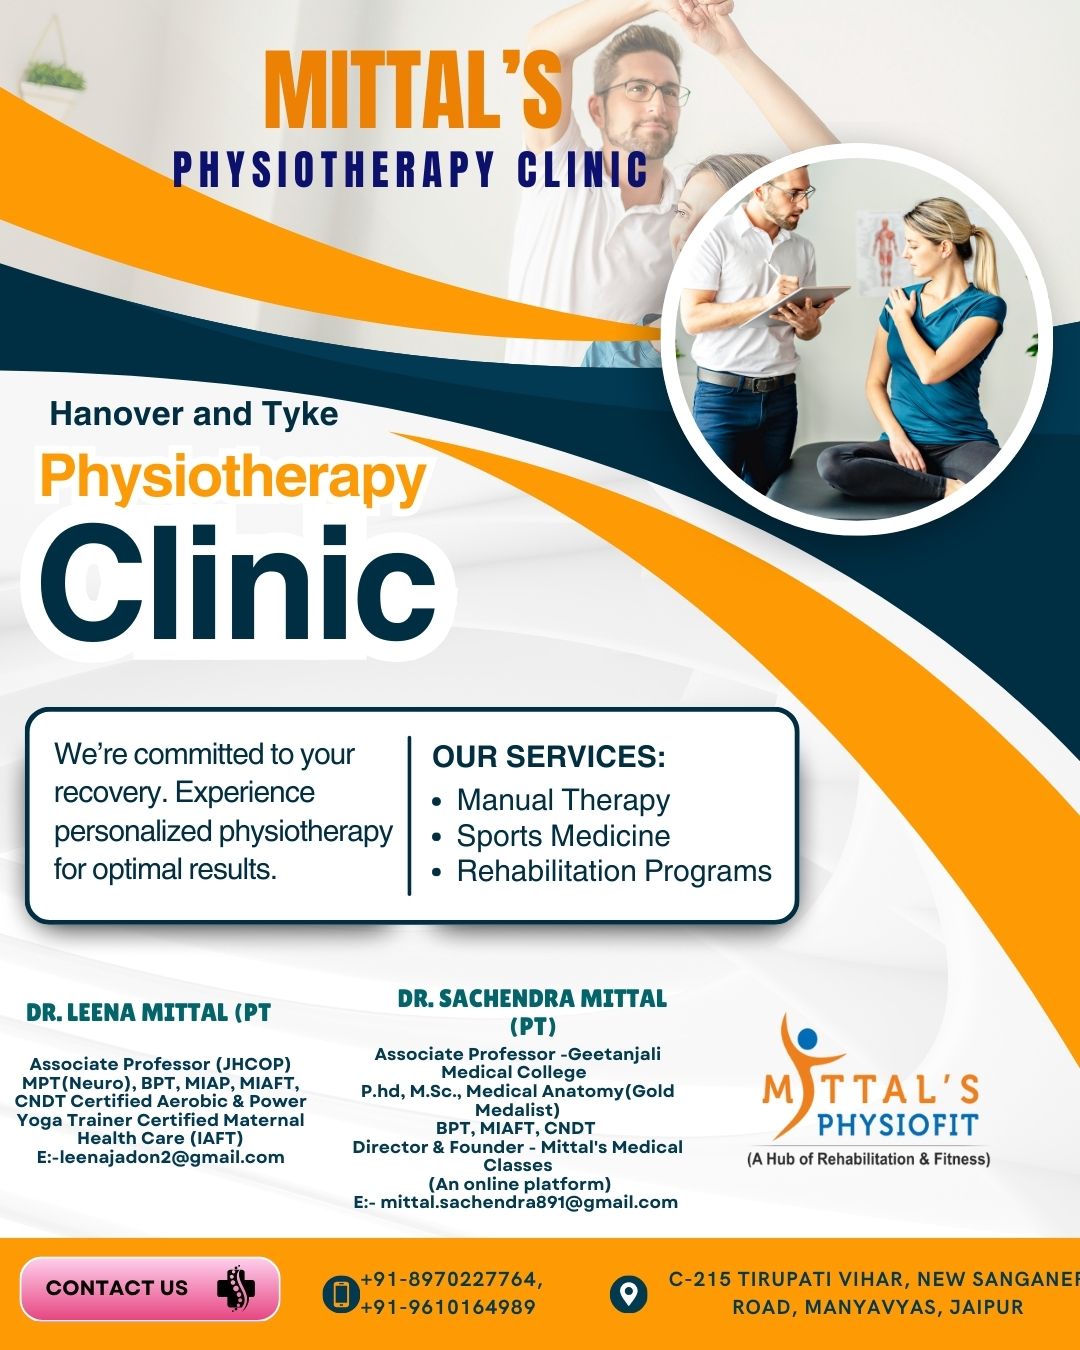 MITTAL'S
PHYSIOTHERAPY CLINIC
Hanover and Tyke
Physiotherapy
Clinic
We're committed to your
recovery. Experience
personalized physiotherapy
for optimal results.
OUR SERVICES:
• Manual Therapy
• Sports Medicine
• Rehabilitation Programs
DR. LEENA MITTAL (PT
Associate Professor (JHCOP)
MPT(Neuro), BPT, MIAP, MIAFT,
CNDT Certified Aerobic & Power
Yoga Trainer Certified Maternal
Health Care (IAFT)
E:-leenajadon2@gmail.com
DR. SACHENDRA MITTAL
(PT)
Associate Professor -Geetanjali
Medical College
P.hd, M.Sc., Medical Anatomy(Gold
Medalist)
BPT, MIAFT, CNDT
Director & Founder - Mittal's Medical
Classes
(An online platform)
E:- mittal.sachendra891@gmail.com
MITTAL'S
PHYSIOFIT
(A Hub of Rehabilitation & Fitness)
CONTACT US
+91-8970227764,
+91-9610164989
C-215 TIRUPATI VIHAR, NEW SANGANER
ROAD, MANYAVYAS, JAIPUR